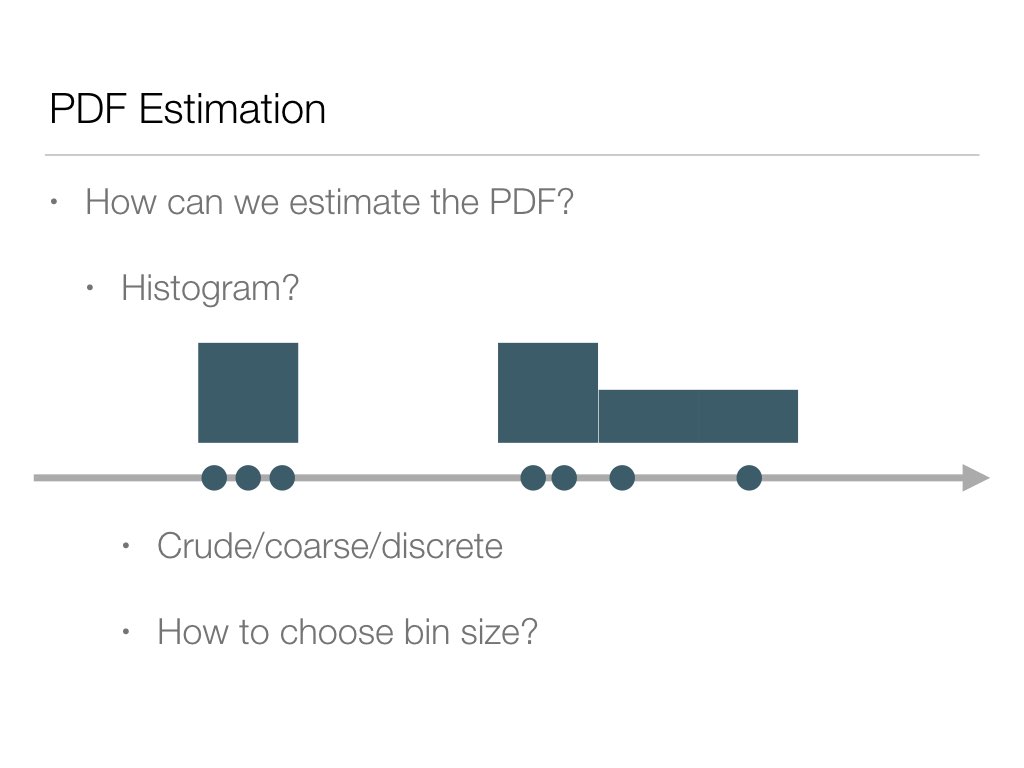 PDF Estimation
• How can we estimate the PDF?
• Histogram?
• Crude/coarse/discrete
• How to choose bin size?